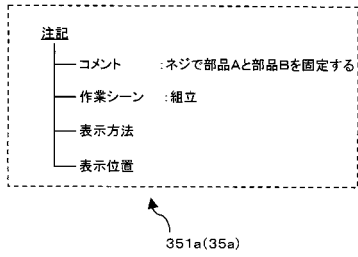 注記
コメント :ネジで部品Aと部品Bを固定する
作業シーン :組立
表示方法
表示位置
351a(35a)